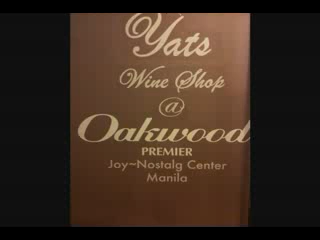 Yats
Wine Shop
@
Oakwood
PREMIER
Joy~Nostalg Center
Manila